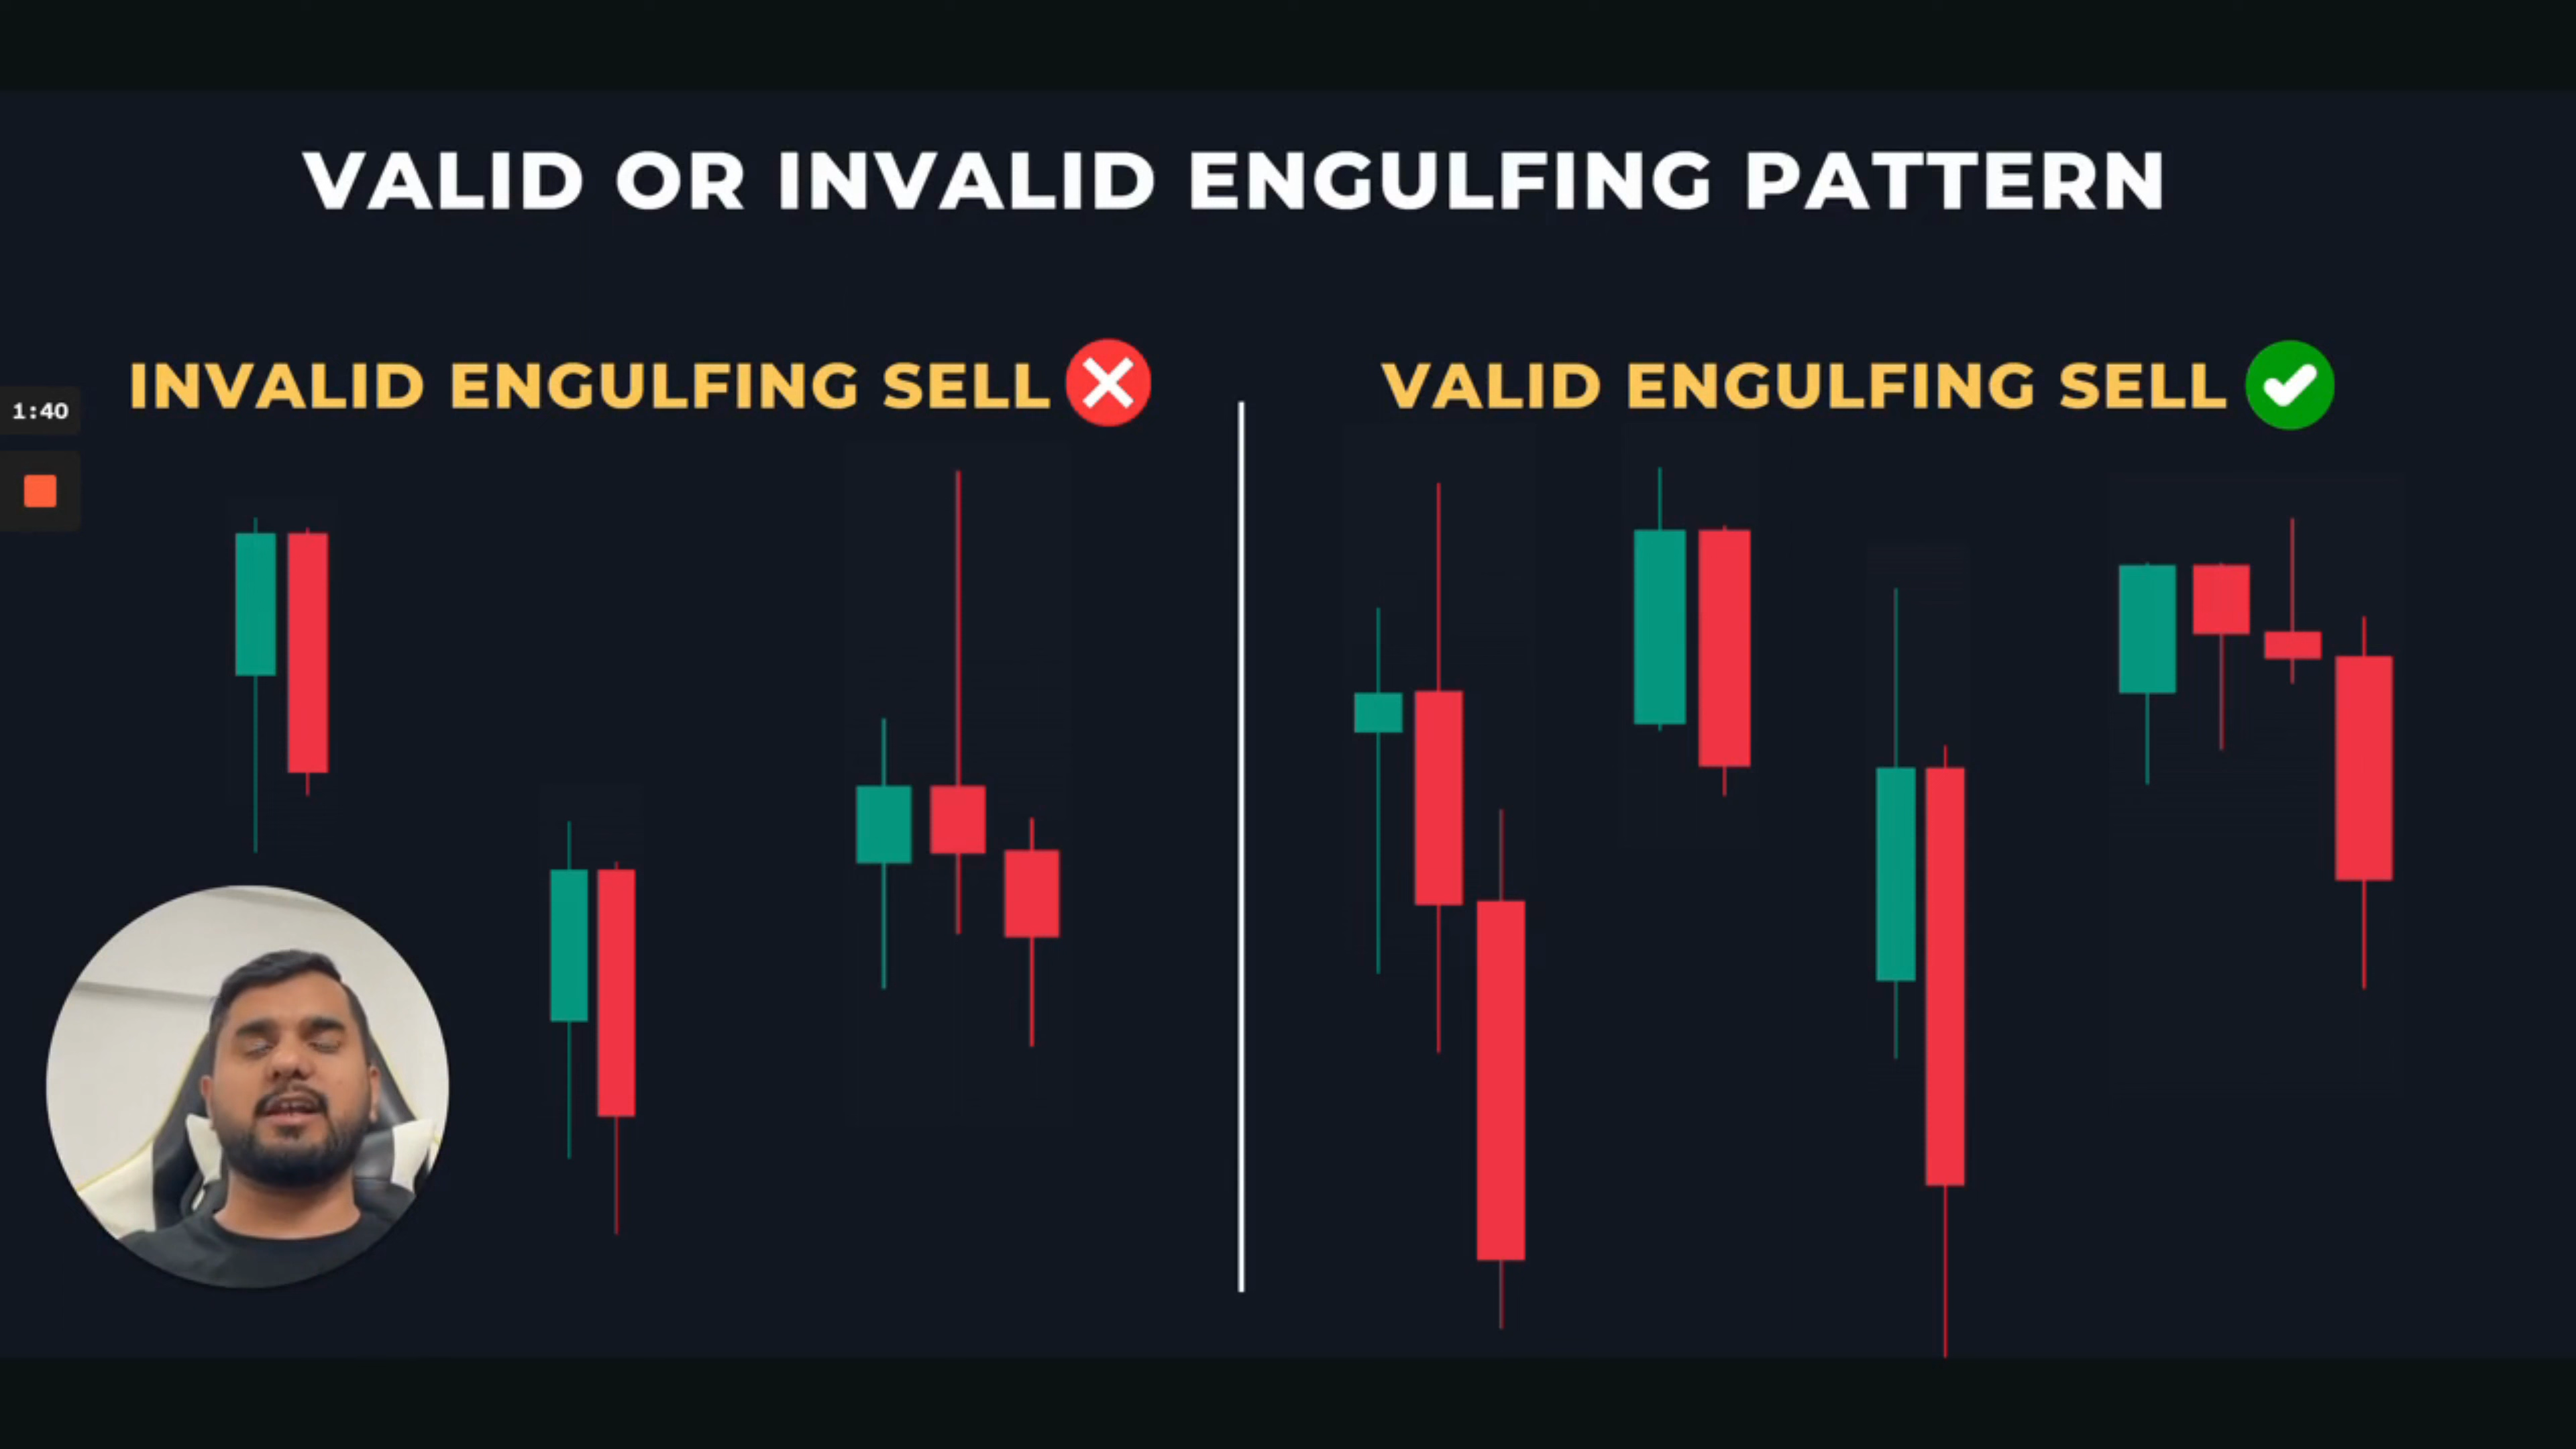 VALID OR INVALID ENGULFING PATTERN
INVALID ENGULFING SELL
VALID ENGULFING SELL
1:40